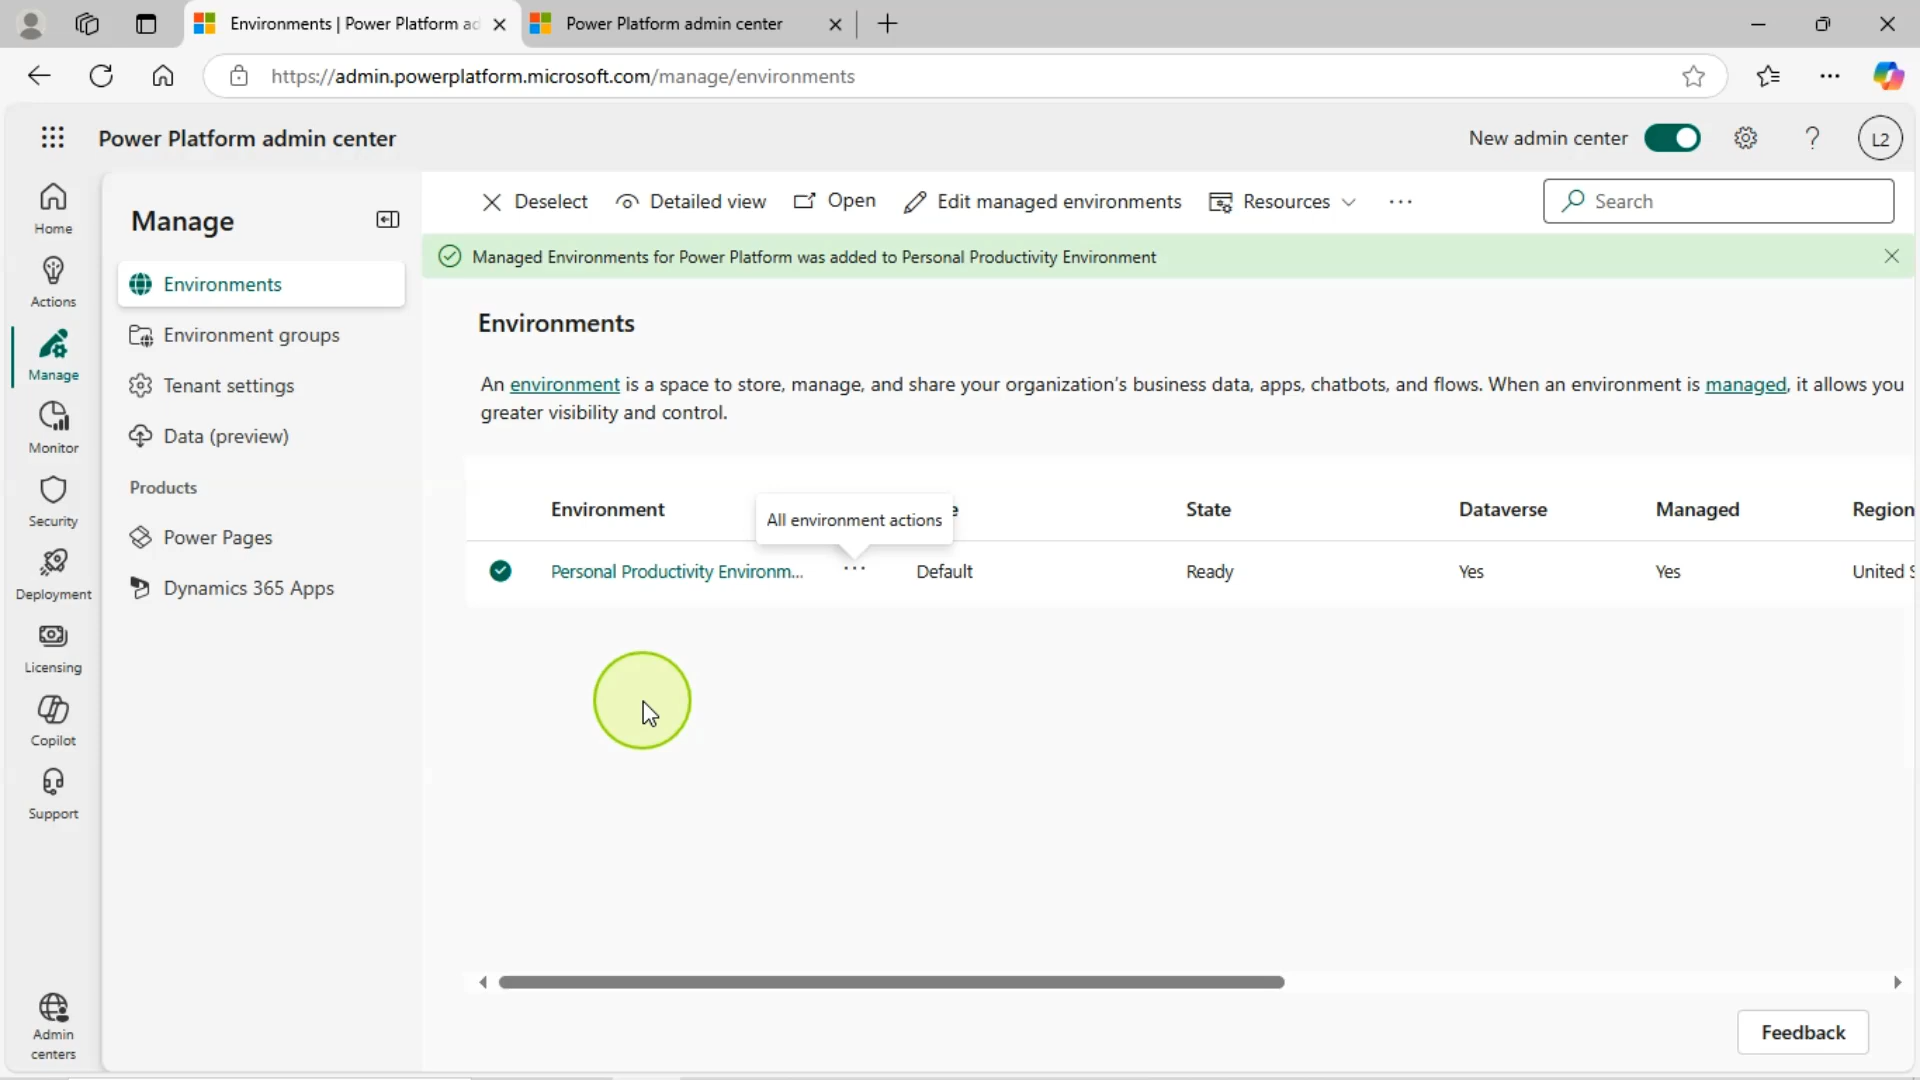 Environments | Power Platform ad
Power Platform admin center
https://admin.powerplatform.microsoft.com/manage/environments
Power Platform admin center
New admin center
L2
Home
Actions
Manage
Monitor
Security
Deployment
Licensing
Copilot
Support
Admin
centers
Manage
Environments
Environment groups
Tenant settings
Data (preview)
Products
Power Pages
Dynamics 365 Apps
Deselect
Detailed view
Open
Edit managed environments
Resources
Search
Managed Environments for Power Platform was added to Personal Productivity Environment
Environments
An environment is a space to store, manage, and share your organization's business data, apps, chatbots, and flows. When an environment is managed, it allows you
greater visibility and control.
Environment
All environment actions
e
State
Dataverse
Managed
Region
Personal Productivity Environm...
Default
Ready
Yes
Yes
United S
Feedback